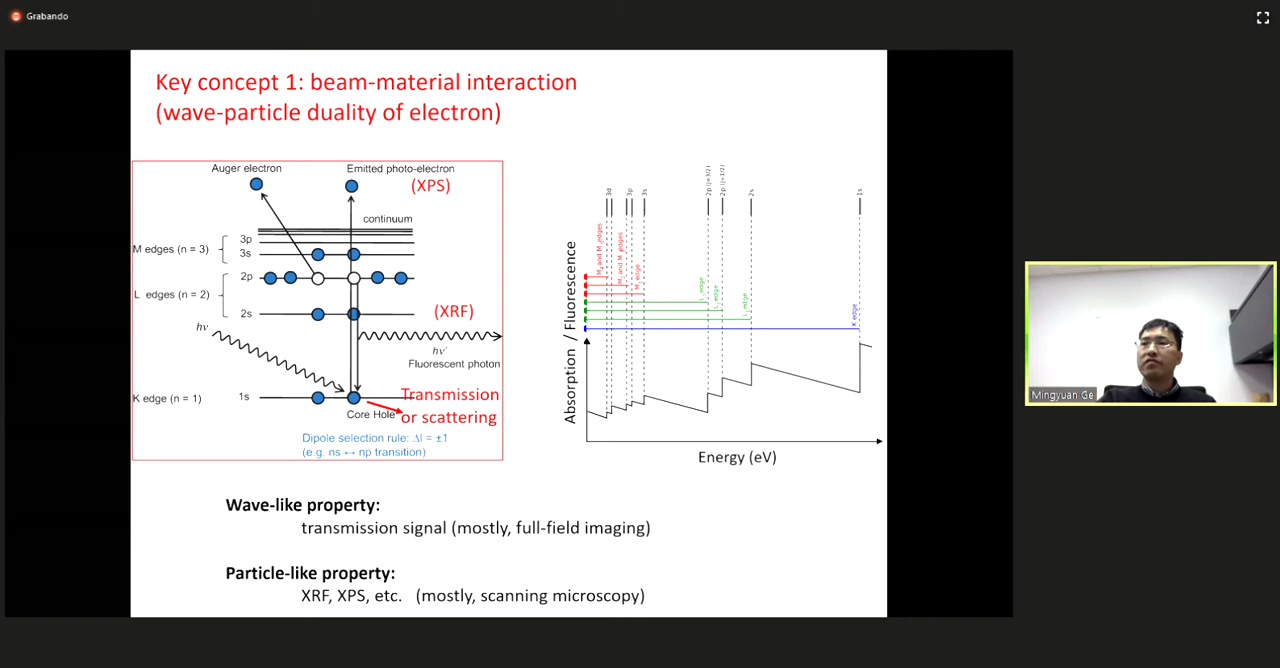 Grabando
Key concept 1: beam-material interaction
(wave-particle duality of electron)
Auger electron
Emitted photo-electron
(XPS)
continuum
M edges (n = 3)
3p
3s
2p
L edges (n = 2)
2s
(XRF)
hν
hν'
Fluorescent photon
K edge (n = 1)
1s
Transmission
or scattering
Core Hole
Dipole selection rule: Δl = ±1
(e.g. ns ↔ np transition)
3d
3p
3s
2p (j=3/2)
2p (j=1/2)
2s
1s
K edge
Absorption / Fluorescence
Energy (eV)
Wave-like property:
transmission signal (mostly, full-field imaging)
Particle-like property:
XRF, XPS, etc. (mostly, scanning microscopy)
Mingyuan Ge